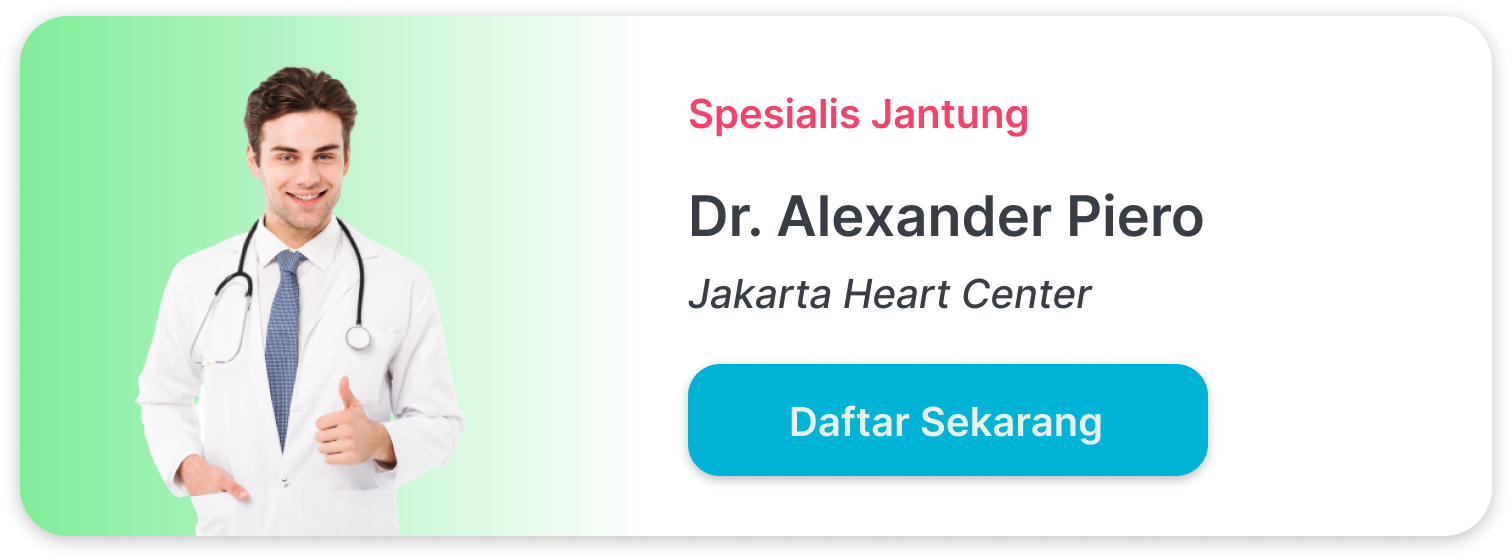 Spesialis Jantung
Dr. Alexander Piero
Jakarta Heart Center
Daftar Sekarang